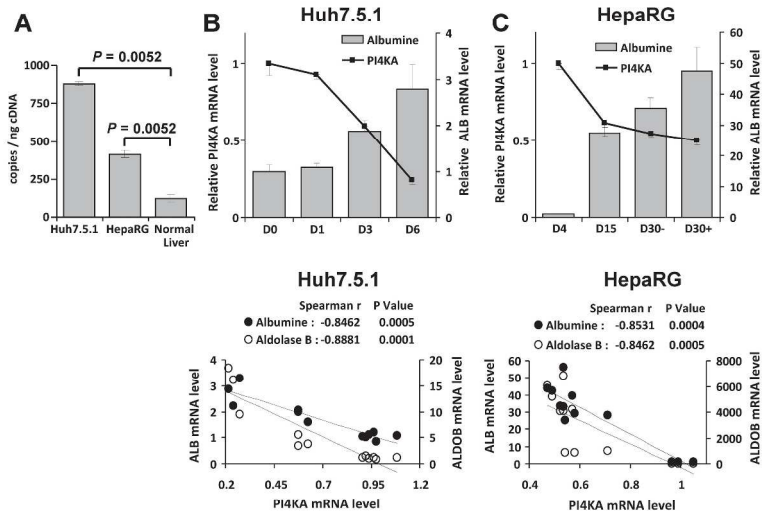 A
P = 0.0052
P = 0.0052
copies / ng cDNA
1000
750
500
250
0
Huh7.5.1 HepaRG Normal Liver
B
Huh7.5.1
Albumine
PI4KA
Relative PI4KA mRNA level
1
0.5
0
Relative ALB mRNA level
4
3
2
1
0
D0 D1 D3 D6
C
HepaRG
Albumine
PI4KA
Relative PI4KA mRNA level
1
0.5
0
Relative ALB mRNA level
60
50
40
30
20
10
0
D4 D15 D30- D30+
Huh7.5.1
Spearman r P Value
Albumine : -0.8462 0.0005
Aldolase B : -0.8881 0.0001
ALB mRNA level
4
3
2
1
0
ALDOB mRNA level
20
15
10
5
0
0.2 0.45 0.7 0.95 1.2
PI4KA mRNA level
HepaRG
Spearman r P Value
Albumine : -0.8531 0.0004
Aldolase B : -0.8462 0.0005
ALB mRNA level
60
50
40
30
20
10
0
ALDOB mRNA level
8000
6000
4000
2000
0
0.4 0.6 0.8 1
PI4KA mRNA level